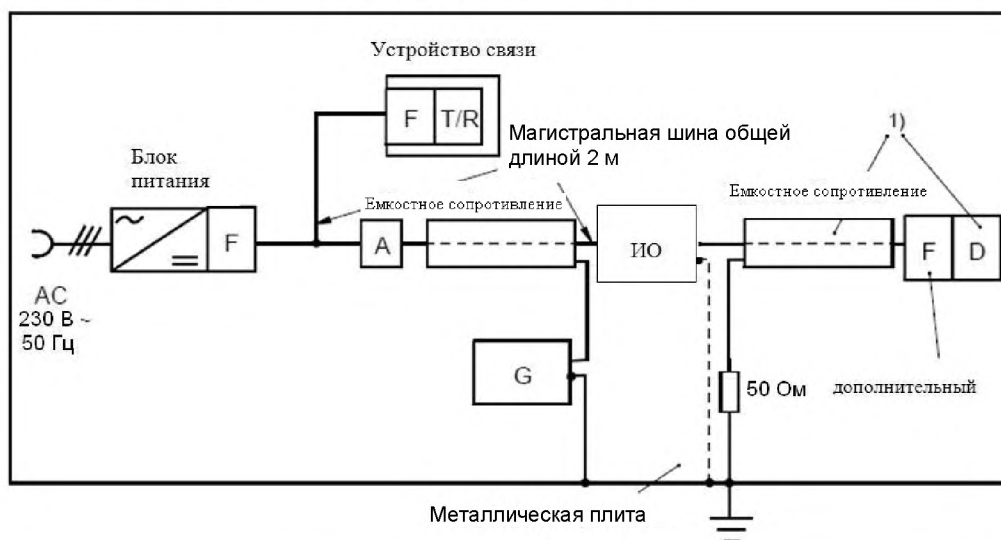 Устройство связи
F T/R
Магистральная шина общей
длиной 2 м
1)
Блок
питания
Емкостное сопротивление
Емкостное сопротивление
F
A
ИО
F D
AC
230 В ~
50 Гц
G
50 Ом
дополнительный
Металлическая плита